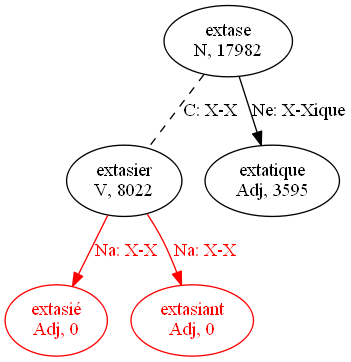 extase
N, 17982
C: X-X
Ne: X-Xique
extasier
V, 8022
extatique
Adj, 3595
Na: X-X
Na: X-X
extasié
Adj, 0
extasiant
Adj, 0